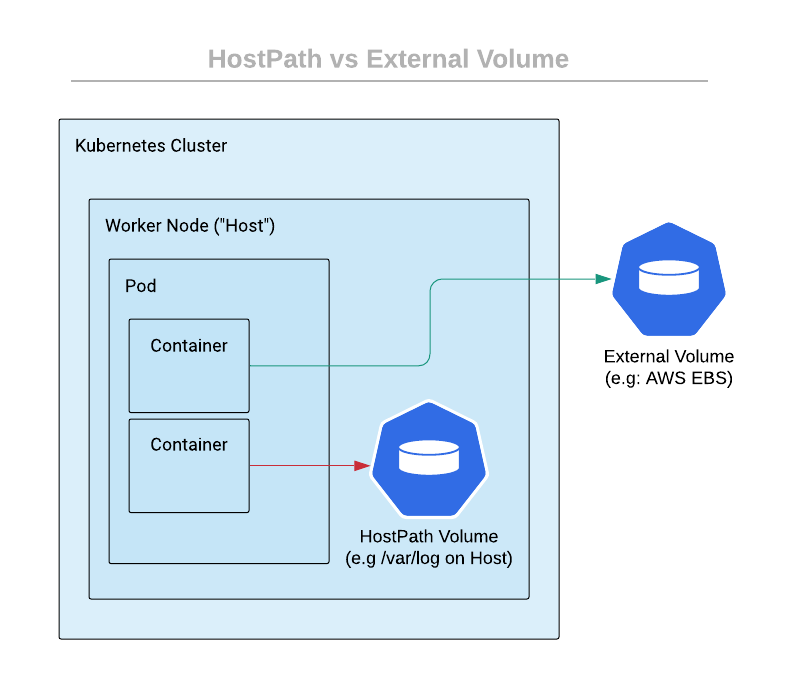 HostPath vs External Volume
Kubernetes Cluster
Worker Node ("Host")
Pod
Container
External Volume
(e.g: AWS EBS)
Container
HostPath Volume
(e.g /var/log on Host)